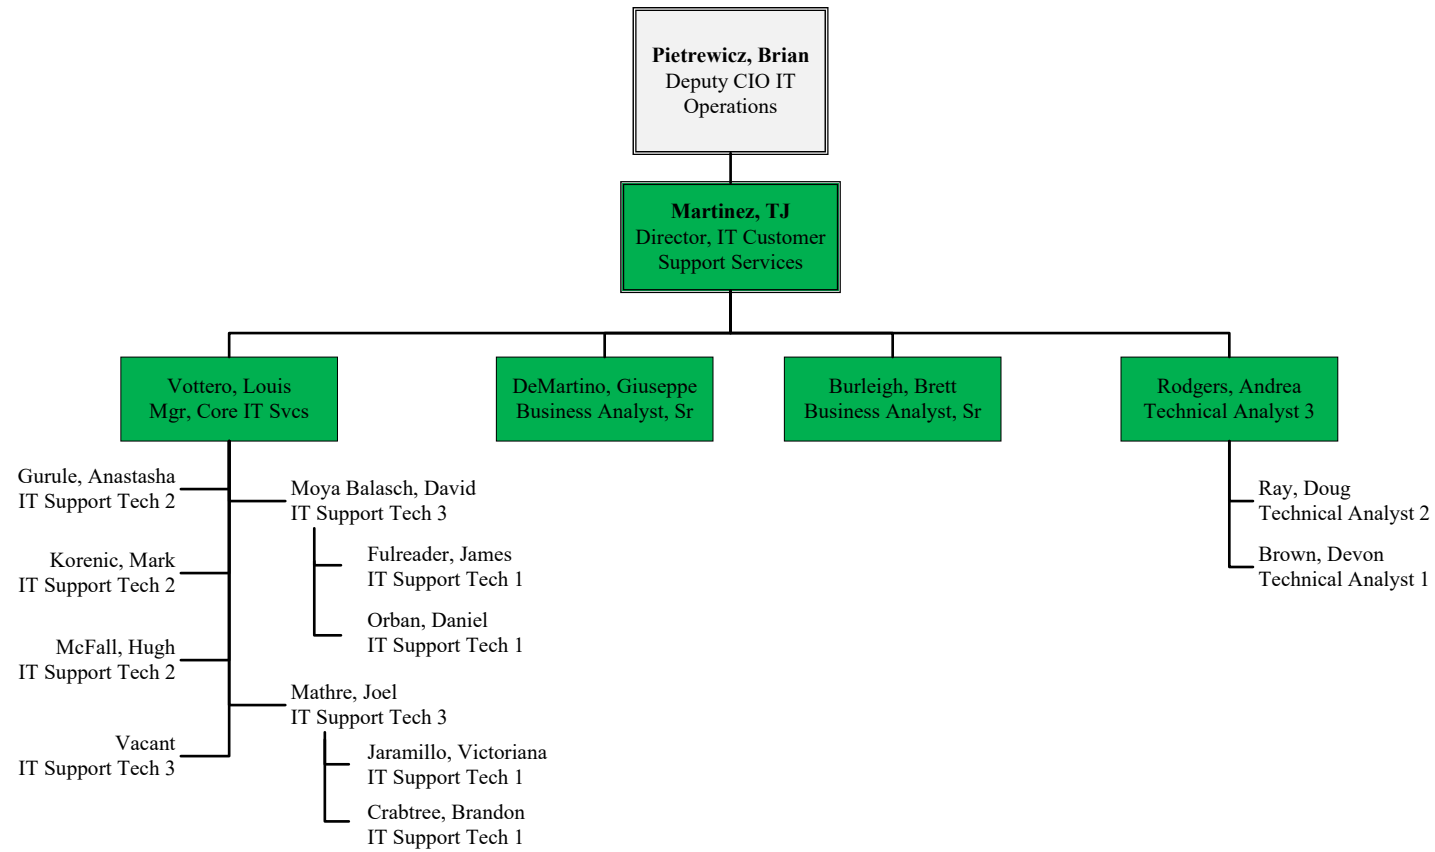 Pietrewicz, Brian
Deputy CIO IT
Operations
Martinez, TJ
Director, IT Customer
Support Services
Vottero, Louis
Mgr, Core IT Svcs
DeMartino, Giuseppe
Business Analyst, Sr
Burleigh, Brett
Business Analyst, Sr
Rodgers, Andrea
Technical Analyst 3
Gurule, Anastasha
IT Support Tech 2
Korenic, Mark
IT Support Tech 2
McFall, Hugh
IT Support Tech 2
Vacant
IT Support Tech 3
Moya Balasch, David
IT Support Tech 3
Fulreader, James
IT Support Tech 1
Orban, Daniel
IT Support Tech 1
Mathre, Joel
IT Support Tech 3
Jaramillo, Victoriana
IT Support Tech 1
Crabtree, Brandon
IT Support Tech 1
Ray, Doug
Technical Analyst 2
Brown, Devon
Technical Analyst 1